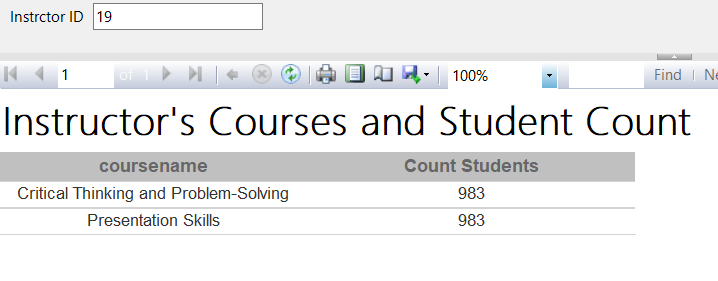 Instrctor ID 19
1 of 1 100% Find Ne
Instructor's Courses and Student Count
coursename Count Students
Critical Thinking and Problem-Solving 983
Presentation Skills 983